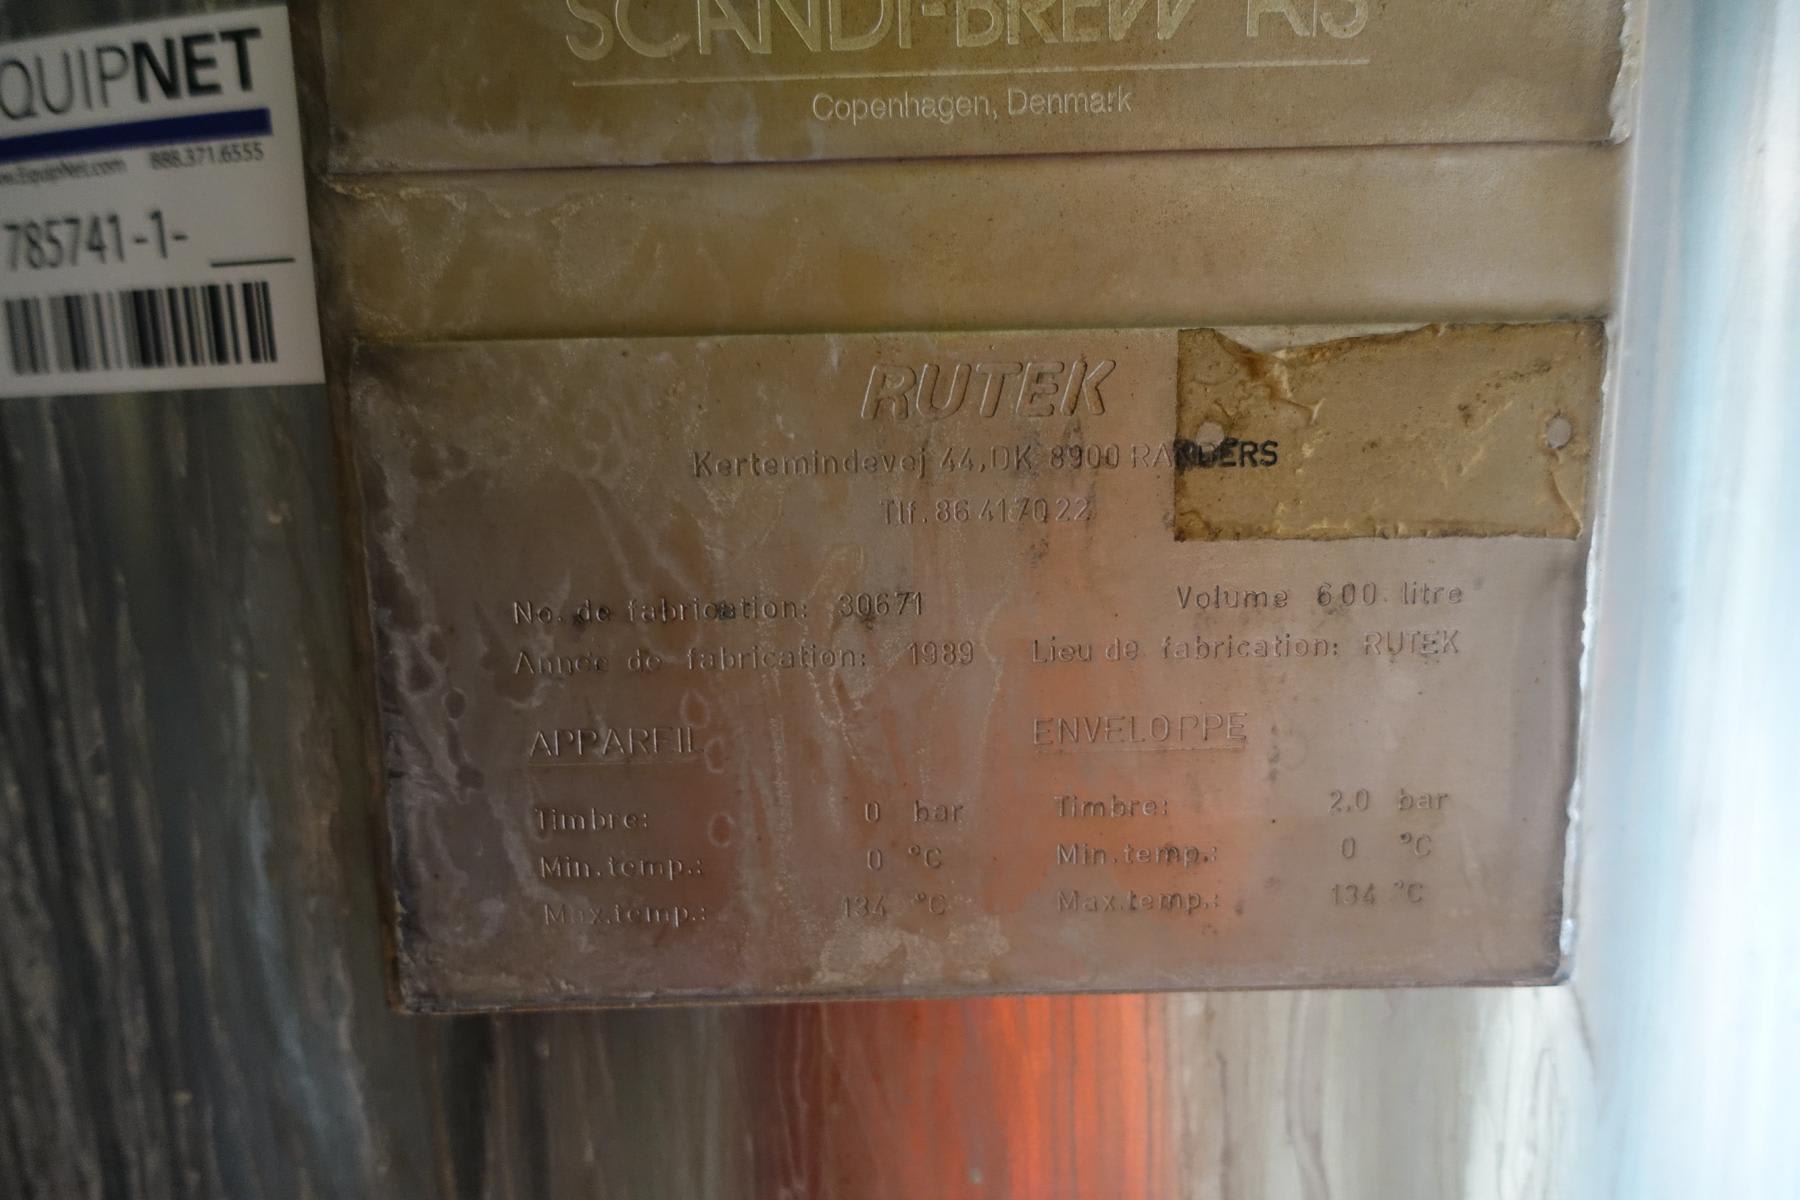 SCANDI-BREW A/S
Copenhagen, Denmark
QUIPNET
w.EquipNet.com 888.371.6555
785741-1-
RUTEK
Kertemindevej 44, DK 8900 RANDERS
Tlf. 86 41 70 22
No. de fabrication: 30671 Volume 600 litre
Année de fabrication: 1989 Lieu de fabrication: RUTEK
APPAREIL ENVELOPPE
Timbre: 0 bar Timbre: 2.0 bar
Min.temp.: 0 °C Min.temp.: 0 °C
Max.temp.: 134 °C Max.temp.: 134 °C